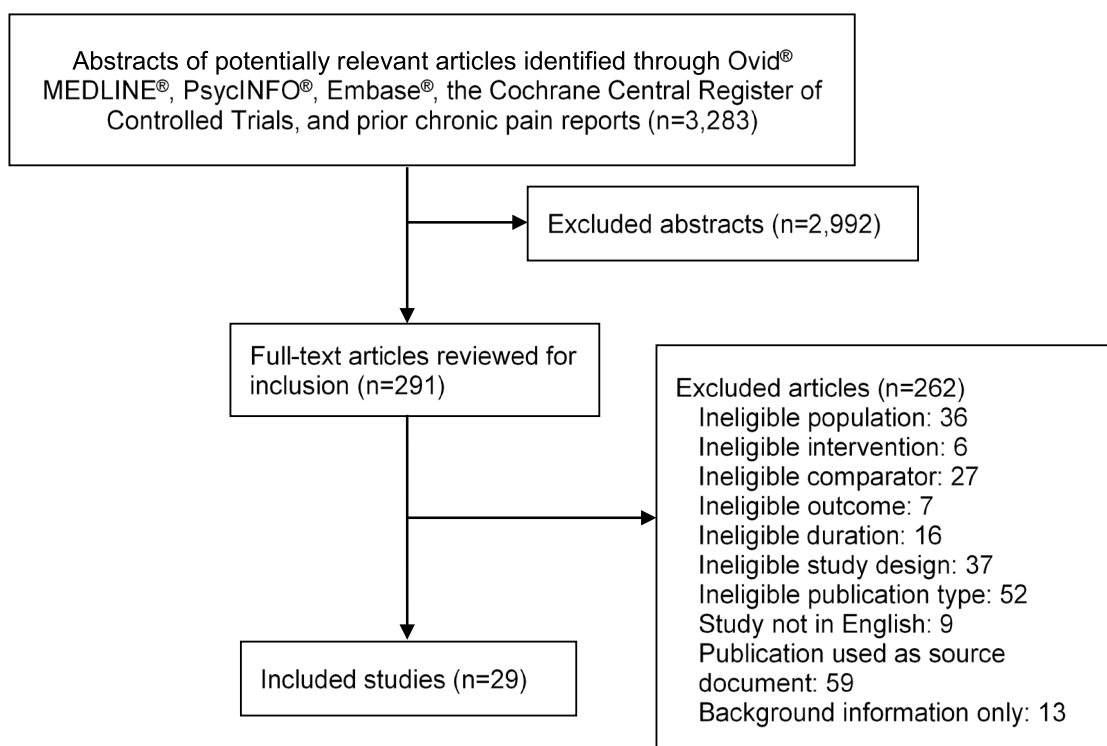 Abstracts of potentially relevant articles identified through Ovid®
MEDLINE®, PsycINFO®, Embase®, the Cochrane Central Register of
Controlled Trials, and prior chronic pain reports (n=3,283)
Excluded abstracts (n=2,992)
Full-text articles reviewed for
inclusion (n=291)
Excluded articles (n=262)
Ineligible population: 36
Ineligible intervention: 6
Ineligible comparator: 27
Ineligible outcome: 7
Ineligible duration: 16
Ineligible study design: 37
Ineligible publication type: 52
Study not in English: 9
Publication used as source
document: 59
Background information only: 13
Included studies (n=29)